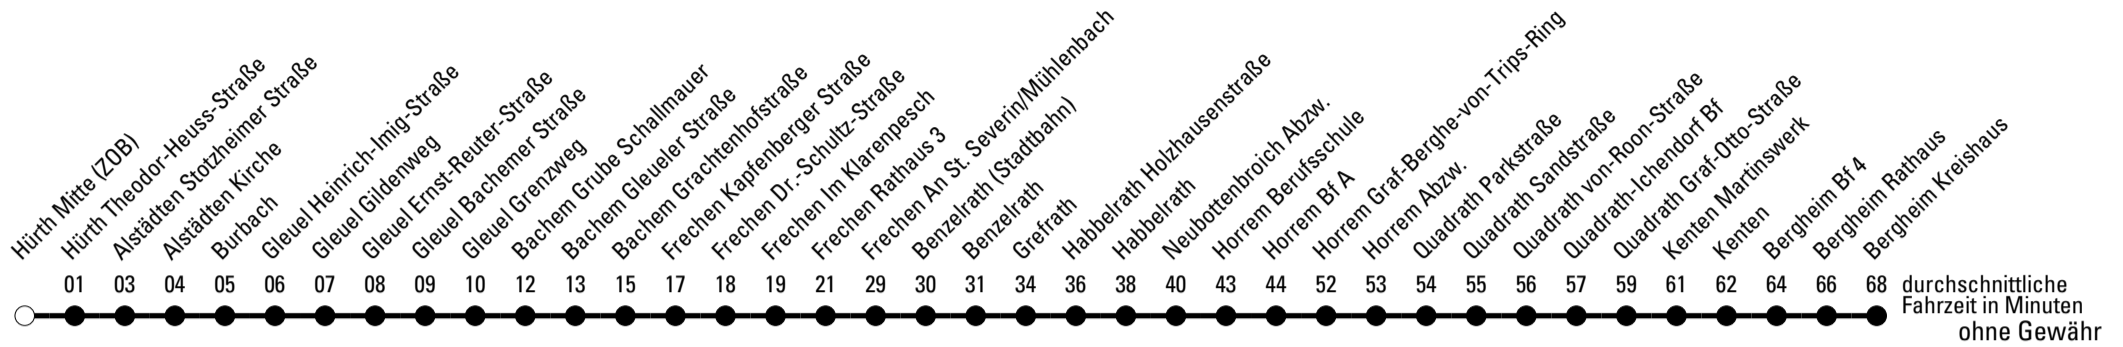 Hürth Mitte (ZOB)
Hürth Theodor-Heuss-Straße
Alstädten Stotzheimer Straße
Alstädten Kirche
Burbach
Gleuel Heinrich-Imig-Straße
Gleuel Gildenweg
Gleuel Ernst-Reuter-Straße
Gleuel Bachemer Straße
Gleuel Grenzweg
Bachem Grube Schallmauer
Bachem Gleueler Straße
Bachem Grachtenhofstraße
Frechen Kapfenberger Straße
Frechen Dr.-Schultz-Straße
Frechen Im Klarenpesch
Frechen Rathaus 3
Frechen An St. Severin/Mühlenbach
Benzelrath (Stadtbahn)
Benzelrath
Grefrath
Habbelrath Holzhausenstraße
Habbelrath
Neubottenbroich Abzw.
Horrem Berufsschule
Horrem Bf A
Horrem Graf-Berghe-von-Trips-Ring
Horrem Abzw.
Quadrath Parkstraße
Quadrath Sandstraße
Quadrath von-Roon-Straße
Quadrath-Ichendorf Bf
Quadrath Graf-Otto-Straße
Kenten Martinswerk
Kenten
Bergheim Bf 4
Bergheim Rathaus
Bergheim Kreishaus
01 03 04 05 06 07 08 09 10 12 13 15 17 18 19 21 29 30 31 34 36 38 40 43 44 52 53 54 55 56 57 59 61 62 64 66 68
durchschnittliche
Fahrzeit in Minuten
ohne Gewähr